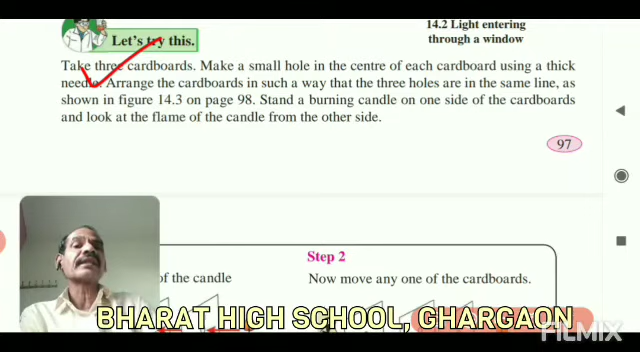 14.2 Light entering
through a window
Let's try this.
Take three cardboards. Make a small hole in the centre of each cardboard using a thick
needle. Arrange the cardboards in such a way that the three holes are in the same line, as
shown in figure 14.3 on page 98. Stand a burning candle on one side of the cardboards
and look at the flame of the candle from the other side.
97
Step 2
of the candle
Now move any one of the cardboards.
BHARAT HIGH SCHOOL, GHARGAON
FILMIX